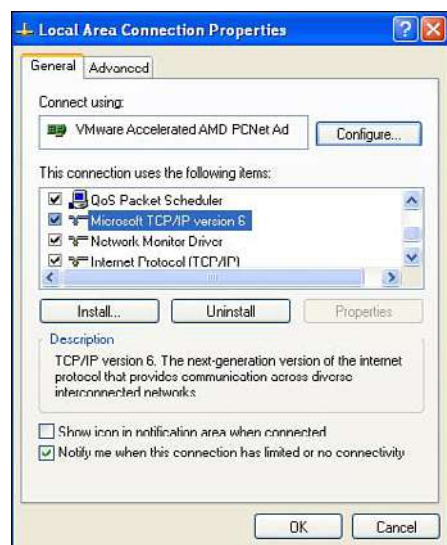 Local Area Connection Properties
General Advanced
Connect using:
VMware Accelerated AMD PCNet Ad Configure...
This connection uses the following items:
QoS Packet Scheduler
Microsoft TCP/IP version 6
Network Monitor Driver
Internet Protocol (TCP/IP)
Install... Uninstall Properties
Description
TCP/IP version 6. The next-generation version of the internet
protocol that provides communication across diverse
interconnected networks
Show icon in notification area when connected
Notify me when this connection has limited or no connectivity
OK Cancel